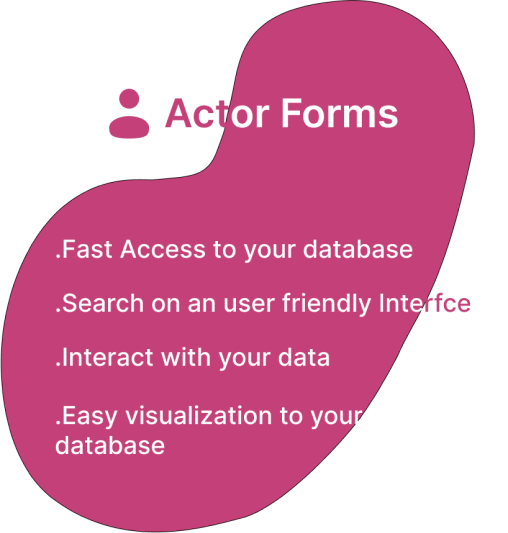 Actor Forms
.Fast Access to your database
.Search on an user friendly Interfce
.Interact with your data
.Easy visualization to your
database